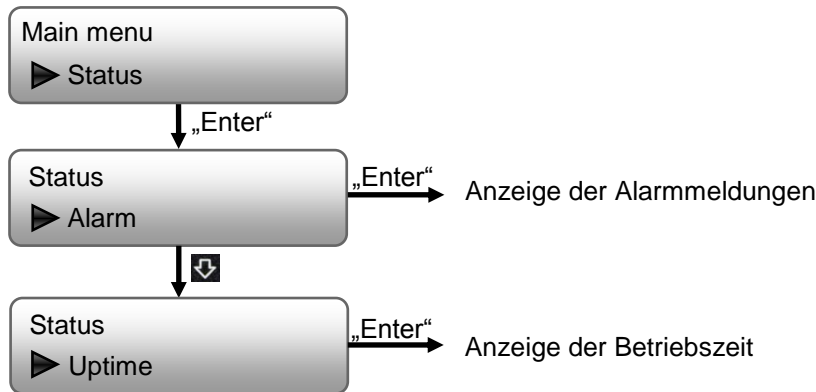 Main menu
Status
„Enter“
Status
Alarm
„Enter“
Anzeige der Alarmmeldungen
Status
Uptime
„Enter“
Anzeige der Betriebszeit